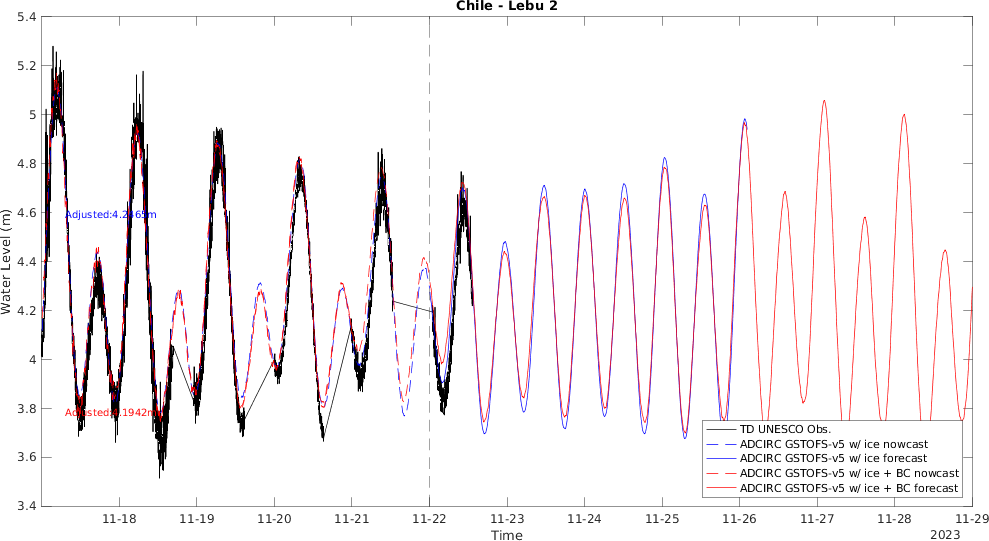 Chile - Lebu 2
5.4
5.2
5
4.8
4.6
4.4
4.2
4
3.8
3.6
3.4
Water Level (m)
Adjusted:4.2465m
Adjusted:4.1942m
TD UNESCO Obs.
ADCIRC GSTOFS-v5 w/ ice nowcast
ADCIRC GSTOFS-v5 w/ ice forecast
ADCIRC GSTOFS-v5 w/ ice + BC nowcast
ADCIRC GSTOFS-v5 w/ ice + BC forecast
11-18 11-19 11-20 11-21 11-22 11-23 11-24 11-25 11-26 11-27 11-28 11-29
Time
2023